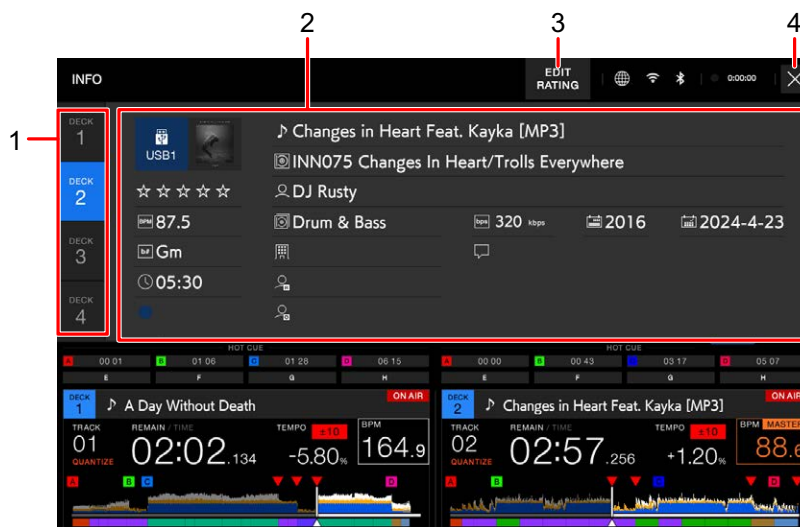 2 3 4
INFO EDIT RATING 0:00:00
1
DECK 1
DECK 2
DECK 3
DECK 4
USB1
Changes in Heart Feat. Kayka [MP3]
INN075 Changes In Heart/Trolls Everywhere
DJ Rusty
BPM 87.5 Drum & Bass bps 320 kbps 2016 2024-4-23
Gm
05:30
HOT CUE HOT CUE
A 00 01 B 01 06 C 01 28 D 06 15 A 00 00 B 00 43 C 03 17 D 05 07
E F G H E F G H
DECK 1 A Day Without Death ON AIR DECK 2 Changes in Heart Feat. Kayka [MP3] ON AIR
TRACK 01 QUANTIZE REMAIN / TIME 02:02.134 TEMPO ±10 -5.80% BPM 164.9
TRACK 02 QUANTIZE REMAIN / TIME 02:57.256 TEMPO ±10 +1.20% BPM MASTER 88.6
A B C D A B C D